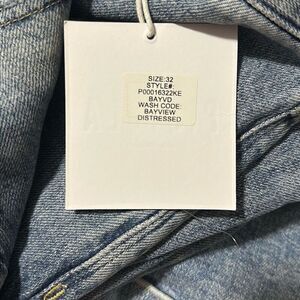 SIZE:32
STYLE#:
P00016322KE
BAYVD
WASH CODE
BAYVIEW
DISTRESSED